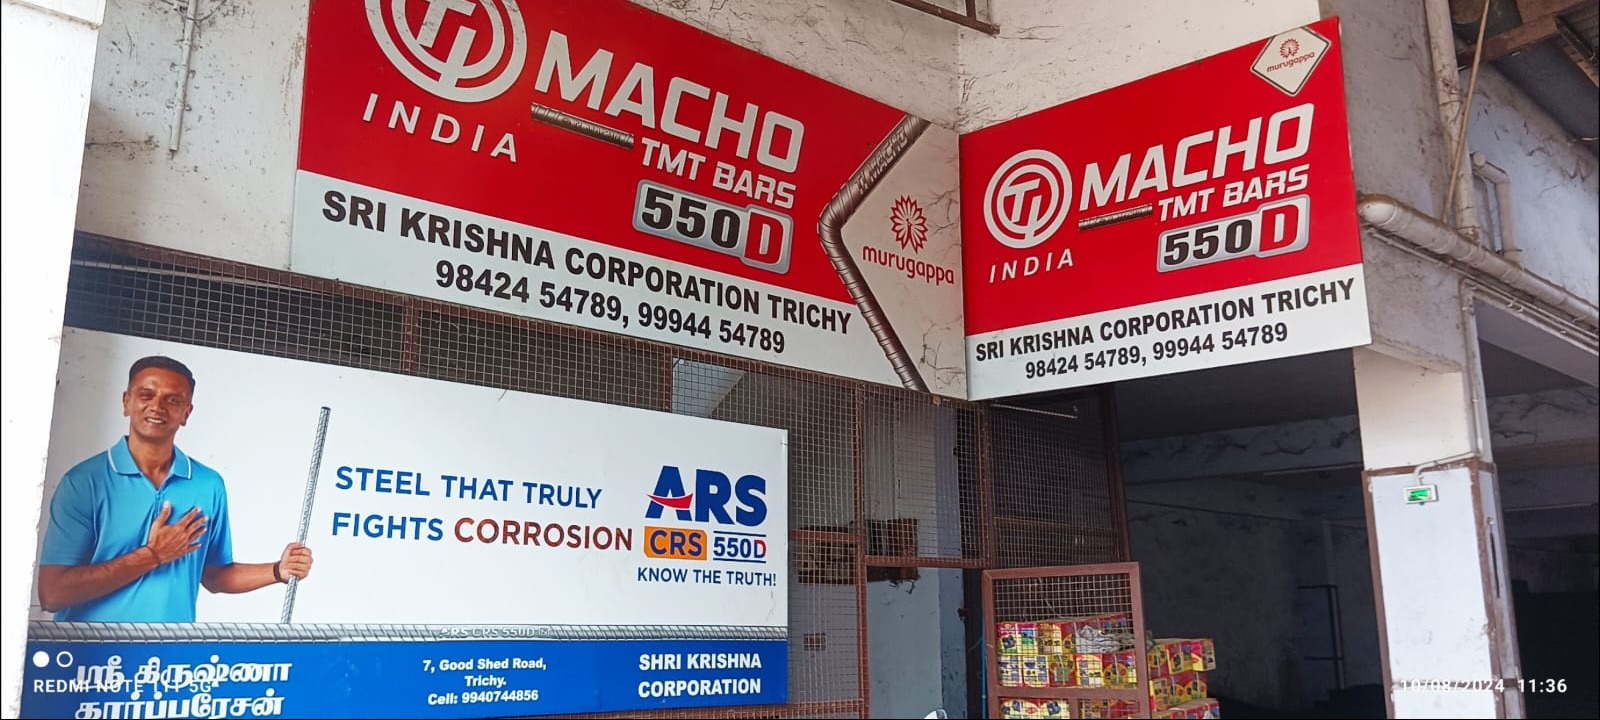 TI
INDIA
MACHO
TMT BARS
550D
SRI KRISHNA CORPORATION TRICHY
98424 54789, 99944 54789
murugappa
murugappa
TI
INDIA
MACHO
TMT BARS
550D
SRI KRISHNA CORPORATION TRICHY
98424 54789, 99944 54789
STEEL THAT TRULY
FIGHTS CORROSION
ARS
CRS 550D
KNOW THE TRUTH!
ARS CRS 550D
ஸ்ரீ கிருஷ்ணா
கார்ப்பரேசன்
7, Good Shed Road,
Trichy.
Cell: 9940744856
SHRI KRISHNA
CORPORATION
REDMI NOTE 11T 5G
10/08/2024 11:36